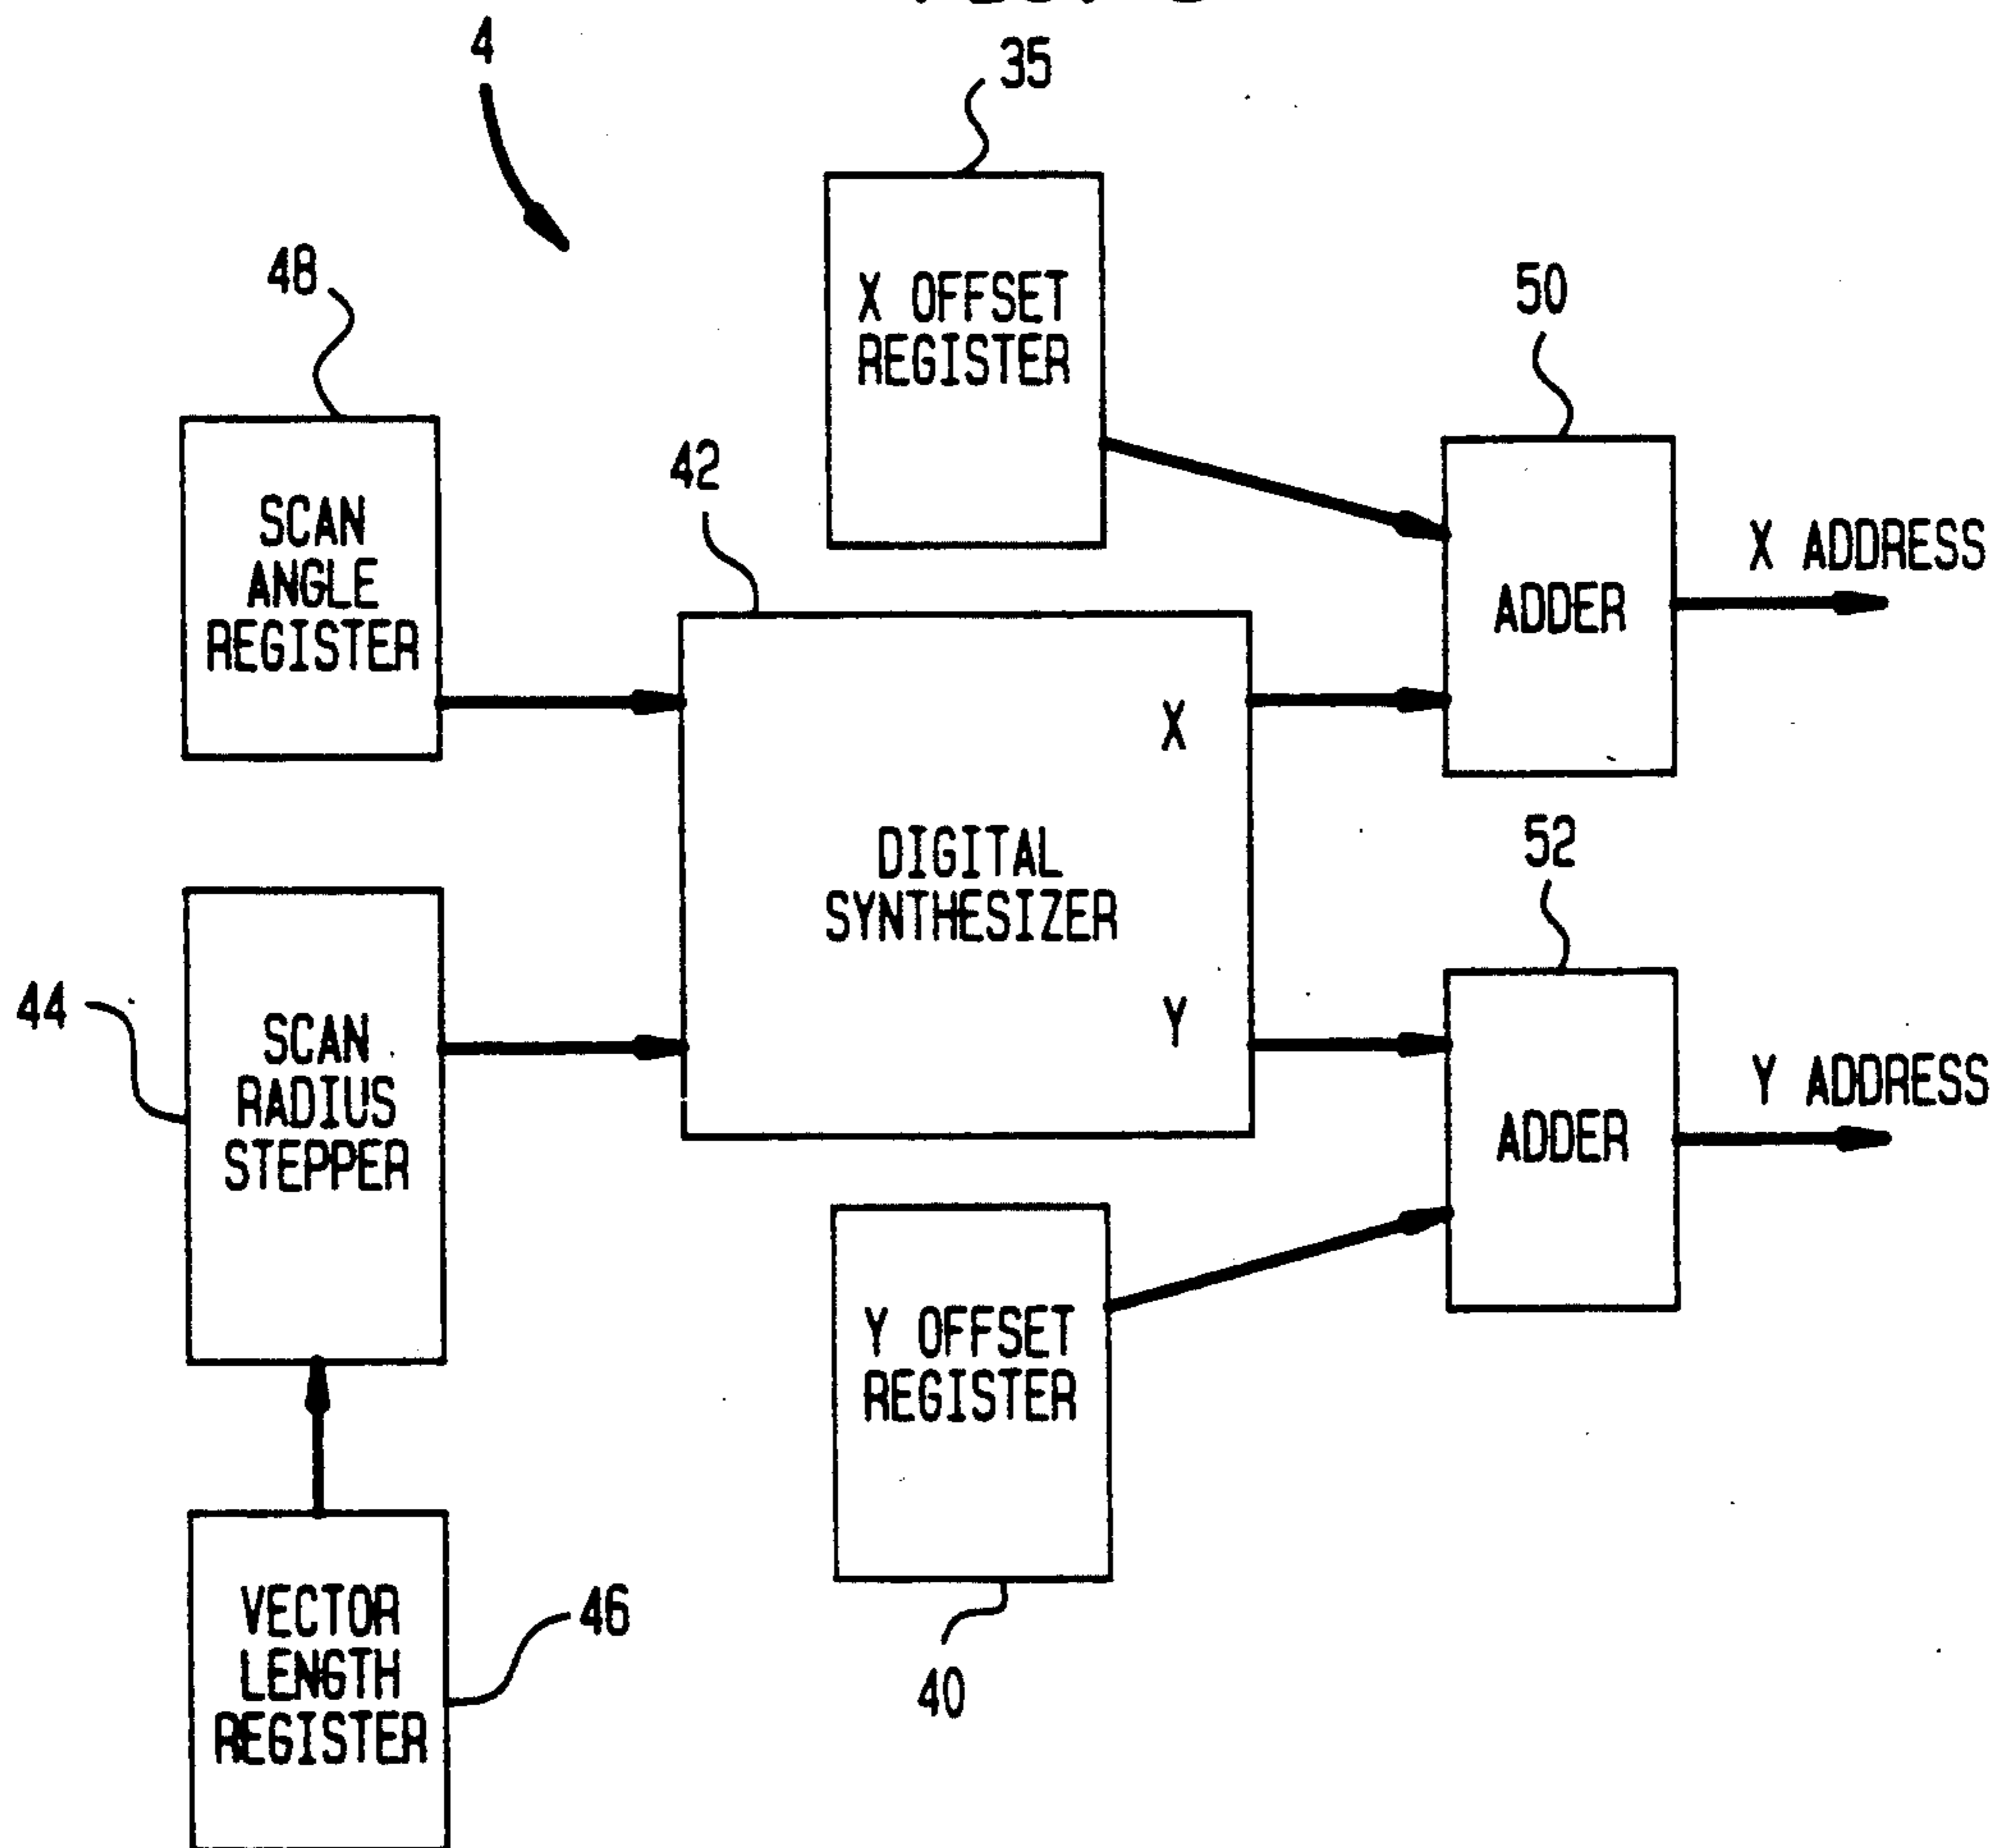 4
35
X OFFSET
REGISTER
48
50
SCAN
ANGLE
REGISTER
42
ADDER
X ADDRESS
X
DIGITAL
SYNTHESIZER
Y
52
44
SCAN
RADIUS
STEPPER
ADDER
Y ADDRESS
Y OFFSET
REGISTER
40
VECTOR
LENGTH
REGISTER
46